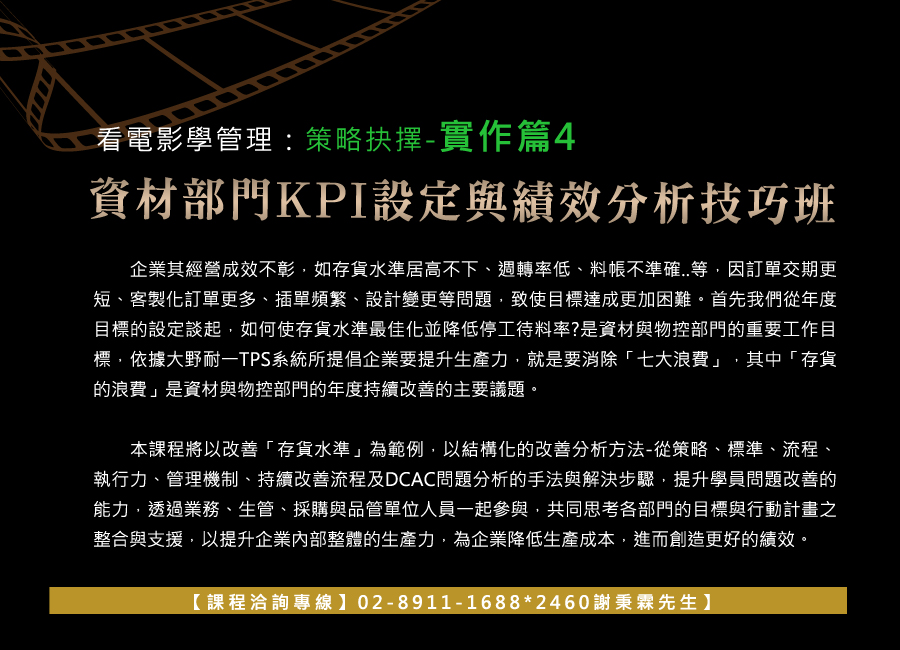 看電影學管理：策略抉擇-實作篇4
資材部門KPI設定與績效分析技巧班
企業其經營成效不彰，如存貨水準居高不下、週轉率低、料帳不準確..等，因訂單交期更
短、客製化訂單更多、插單頻繁、設計變更等問題，致使目標達成更加困難。首先我們從年度
目標的設定談起，如何使存貨水準最佳化並降低停工待料率?是資材與物控部門的重要工作目
標，依據大野耐一TPS系統所提倡企業要提升生產力，就是要消除「七大浪費」，其中「存貨
的浪費」是資材與物控部門的年度持續改善的主要議題。
本課程將以改善「存貨水準」為範例，以結構化的改善分析方法-從策略、標準、流程、
執行力、管理機制、持續改善流程及DCAC問題分析的手法與解決步驟，提升學員問題改善的
能力，透過業務、生管、採購與品管單位人員一起參與，共同思考各部門的目標與行動計畫之
整合與支援，以提升企業內部整體的生產力，為企業降低生產成本，進而創造更好的績效。
【課程洽詢專線】02-8911-1688*2460謝秉霖先生】